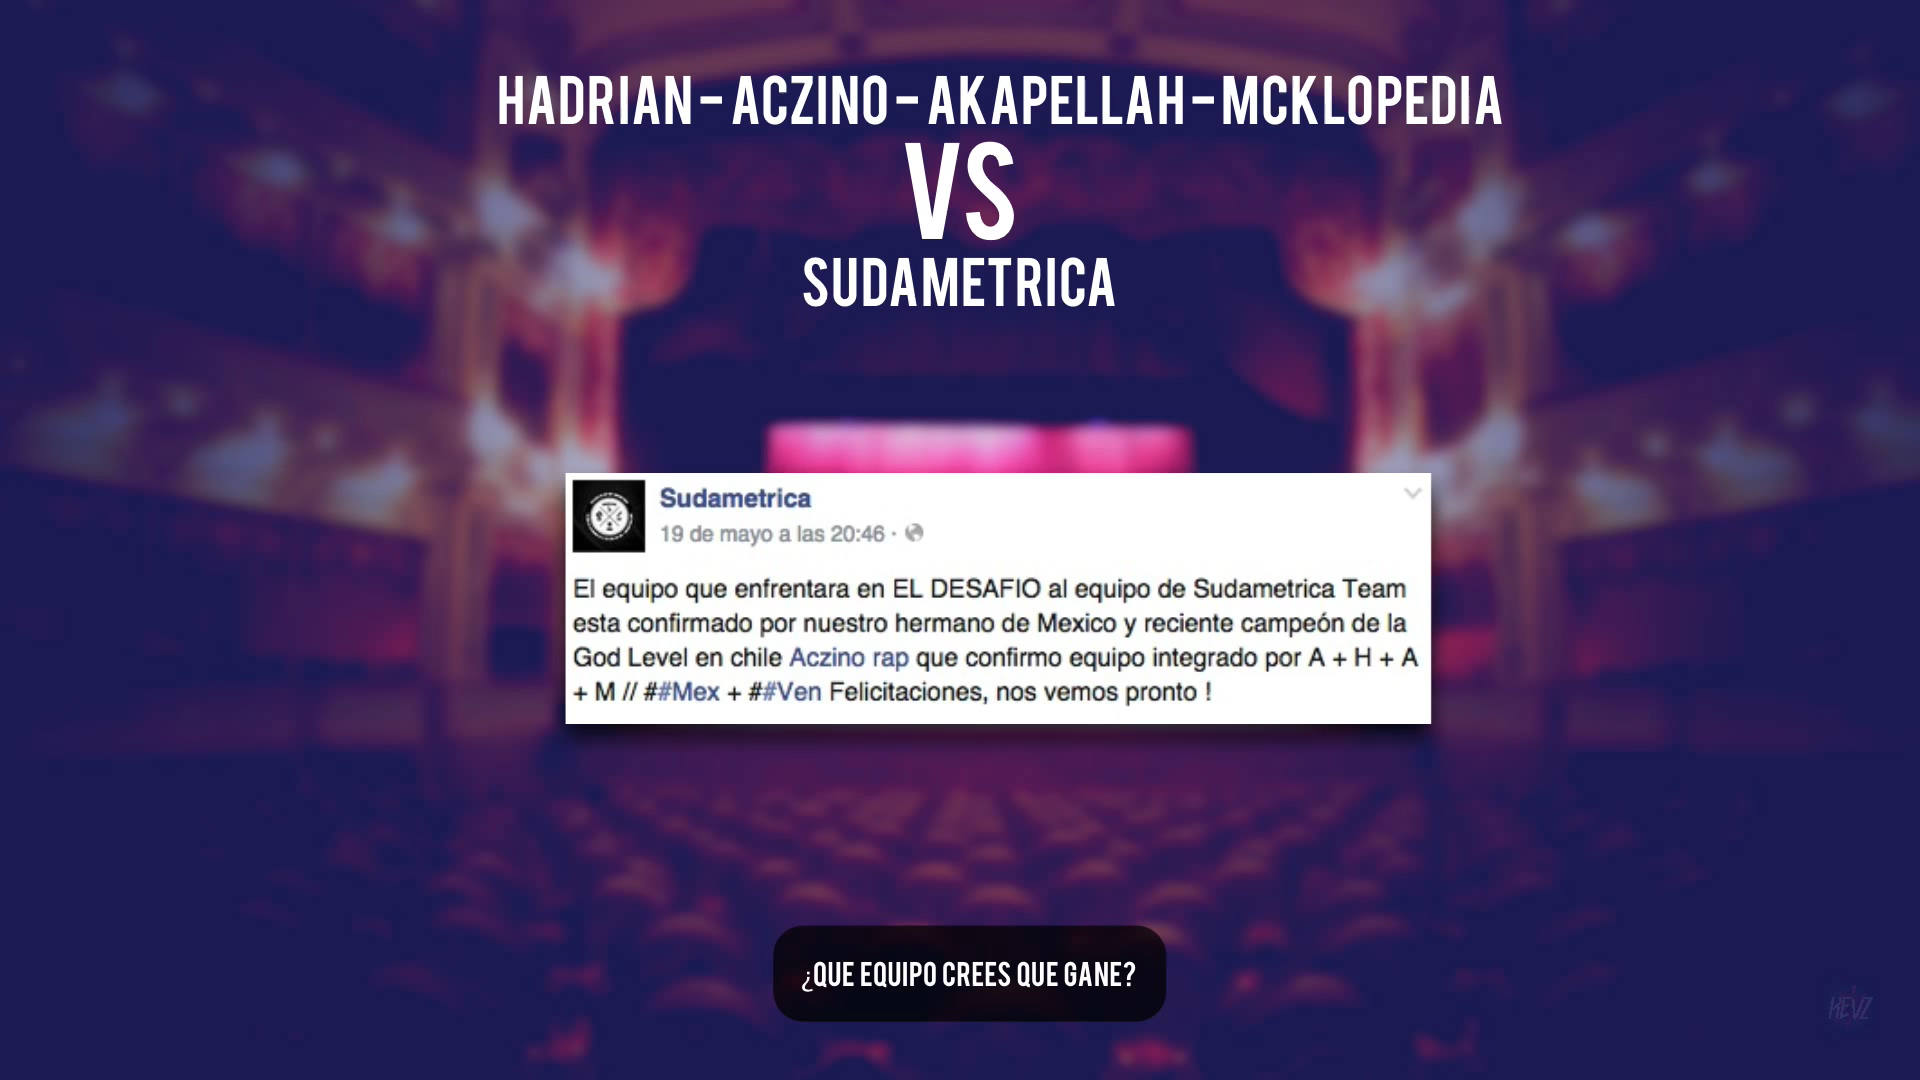 HADRIAN - ACZINO - AKAPELLAH - MCKLOPEDIA
VS
SUDAMETRICA
Sudametrica
19 de mayo a las 20:46 ·
El equipo que enfrentara en EL DESAFIO al equipo de Sudametrica Team
esta confirmado por nuestro hermano de Mexico y reciente campeón de la
God Level en chile Aczino rap que confirmo equipo integrado por A + H + A
+ M // ##Mex + ##Ven Felicitaciones, nos vemos pronto !
¿QUE EQUIPO CREES QUE GANE?
KEVZ